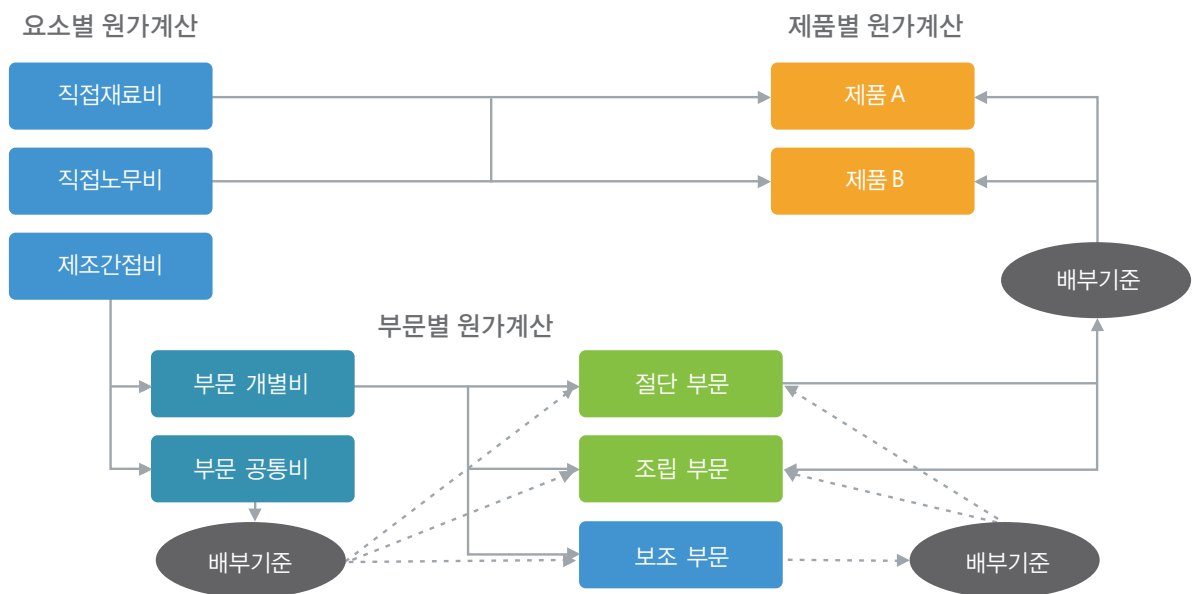 요소별 원가계산
제품별 원가계산
직접재료비
제품 A
직접노무비
제품 B
제조간접비
배부기준
부문별 원가계산
부문 개별비
절단 부문
부문 공통비
조립 부문
배부기준
보조 부문
배부기준